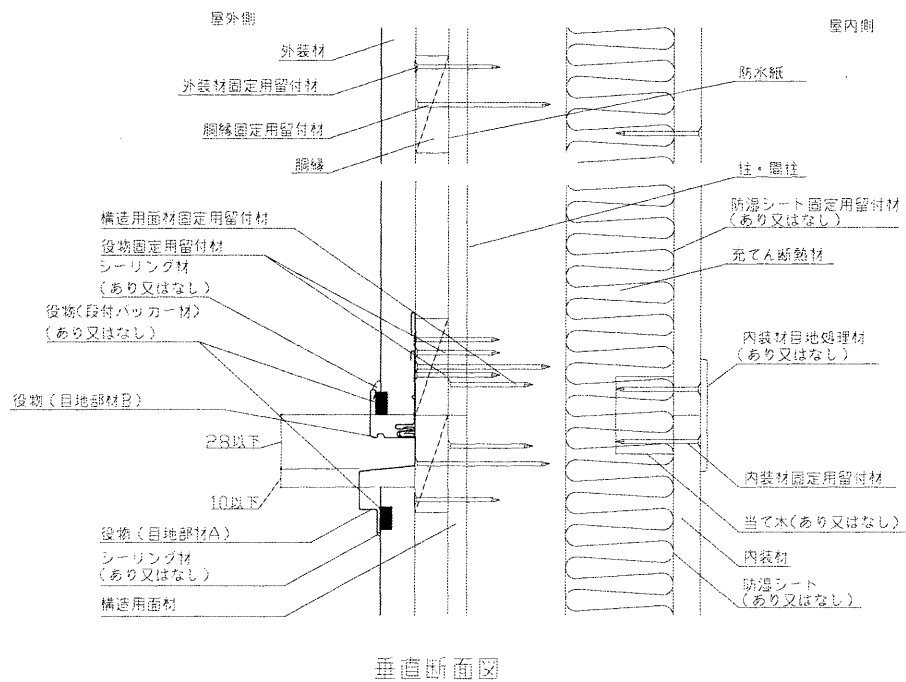 屋外側
屋内側
外装材
外装材固定用留付材
胴縁固定用留付材
胴縁
防水紙
柱・間柱
構造用面材固定用留付材
役物固定用留付材
シーリング材
(あり又はなし)
役物(段付バッカー材)
(あり又はなし)
役物(目地部材B)
28以下
10以下
役物(目地部材A)
シーリング材
(あり又はなし)
構造用面材
防湿シート固定用留付材
(あり又はなし)
充てん断熱材
内装材目地処理材
(あり又はなし)
内装材固定用留付材
当て木(あり又はなし)
内装材
防湿シート
(あり又はなし)
垂直断面図